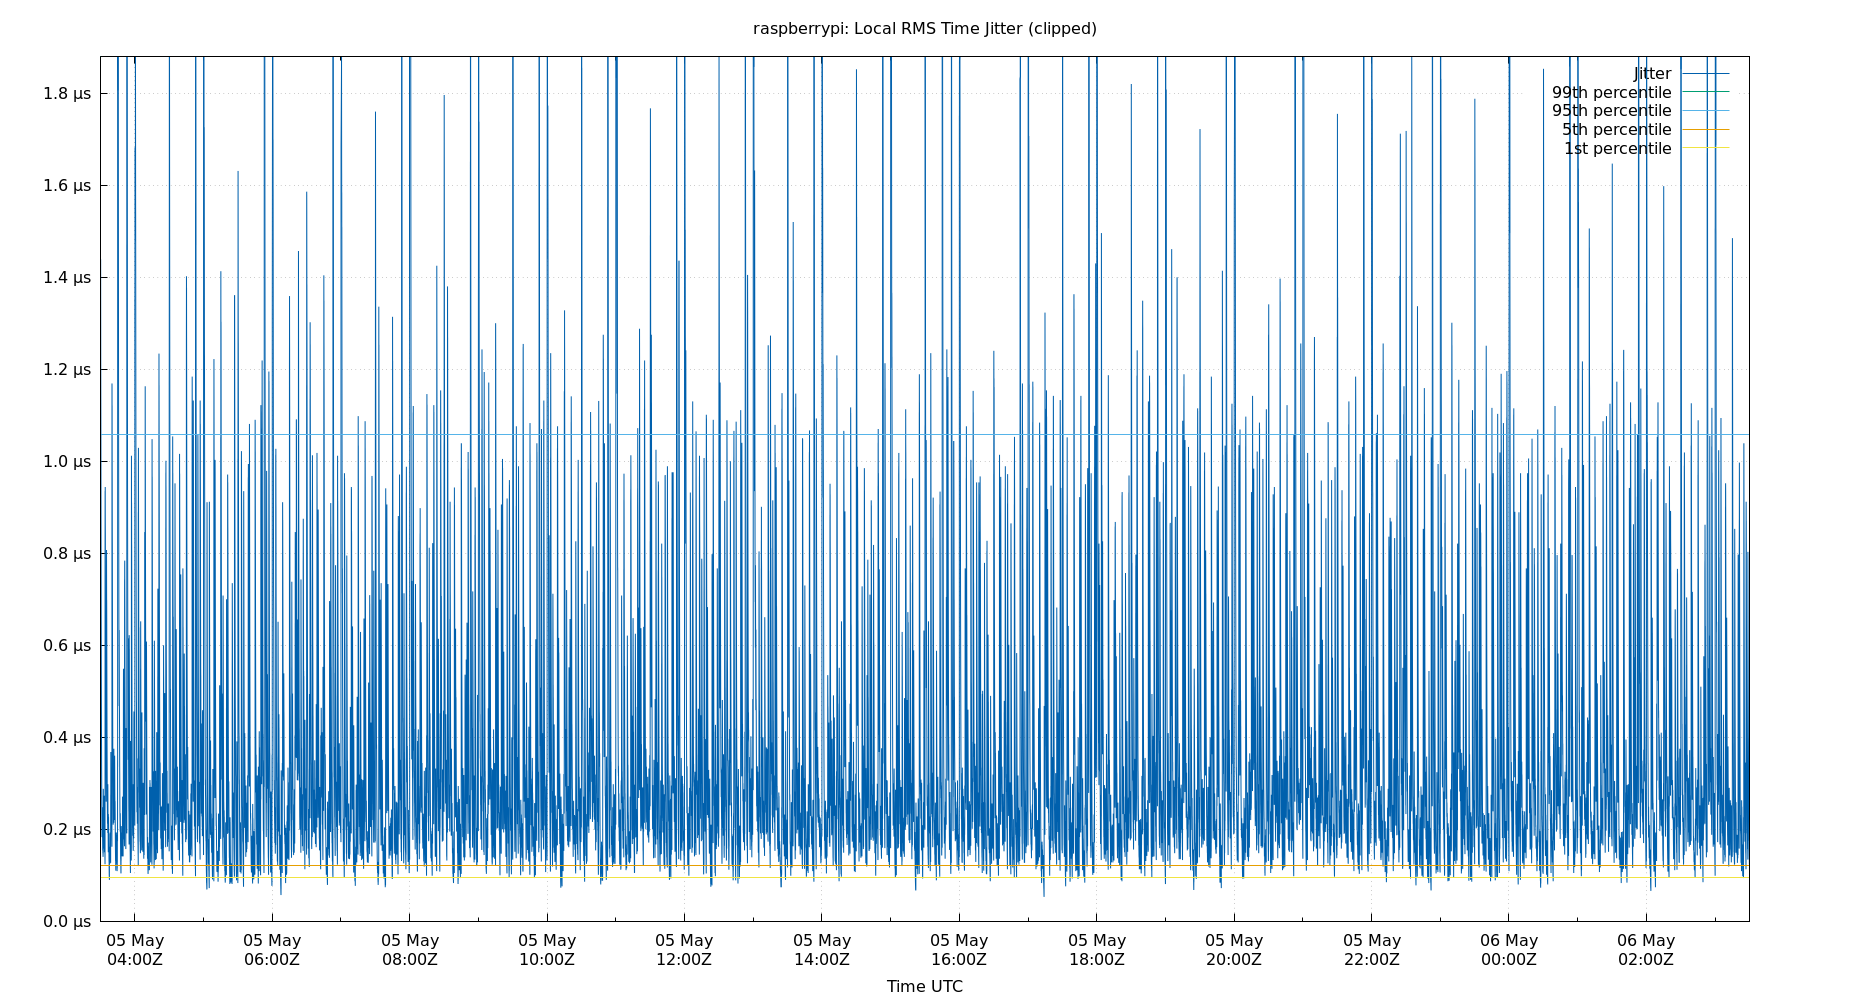 raspberrypi: Local RMS Time Jitter (clipped)
1.8 µs
1.6 µs
1.4 µs
1.2 µs
1.0 µs
0.8 µs
0.6 µs
0.4 µs
0.2 µs
0.0 µs
Jitter
99th percentile
95th percentile
5th percentile
1st percentile
05 May 05 May 05 May 05 May 05 May 05 May 05 May 05 May 05 May 05 May 06 May 06 May
04:00Z 06:00Z 08:00Z 10:00Z 12:00Z 14:00Z 16:00Z 18:00Z 20:00Z 22:00Z 00:00Z 02:00Z
Time UTC